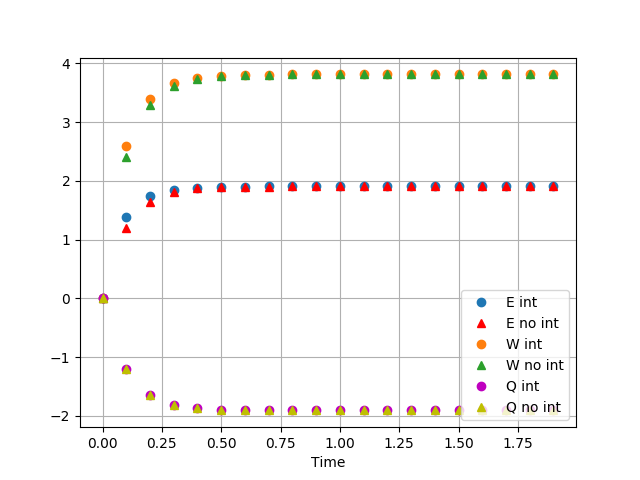 4
3
2
1
0
−1
−2
E int
E no int
W int
W no int
Q int
Q no int
0.00 0.25 0.50 0.75 1.00 1.25 1.50 1.75
Time